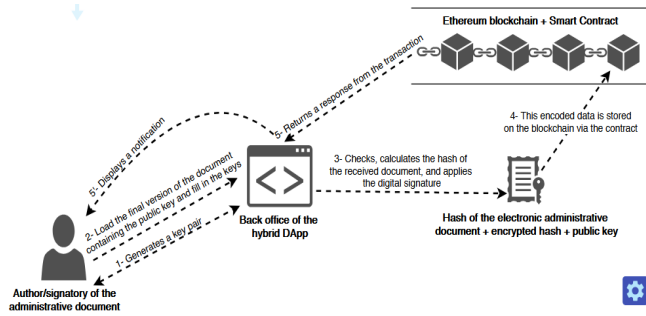 Ethereum blockchain + Smart Contract
5- Returns a response from the transaction
4- This encoded data is stored
on the blockchain via the contract
5'- Displays a notification
3- Checks, calculates the hash of
the received document, and applies
the digital signature
2- Load the final version of the document
containing the public key and fill in the keys
1- Generates a key pair
Back office of the
hybrid DApp
Hash of the electronic administrative
document + encrypted hash + public key
Author/signatory of the
administrative document